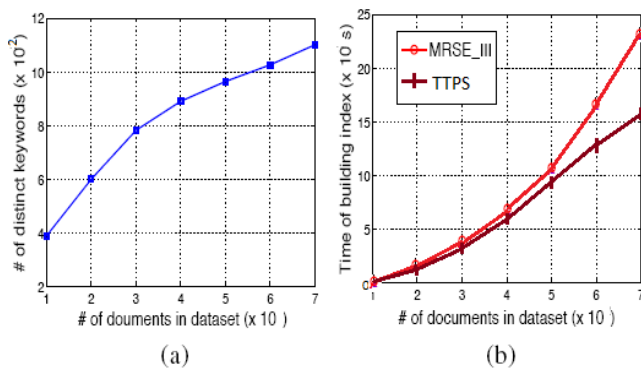 12
10
8
6
4
2
# of distinct keywords (x 10⁻²)
1 2 3 4 5 6 7
# of douments in dataset (x 10 )
(a)
25
20
15
10
5
0
Time of building index (x 10 s)
MRSE_III
TTPS
1 2 3 4 5 6 7
# of documents in dataset (x 10 )
(b)